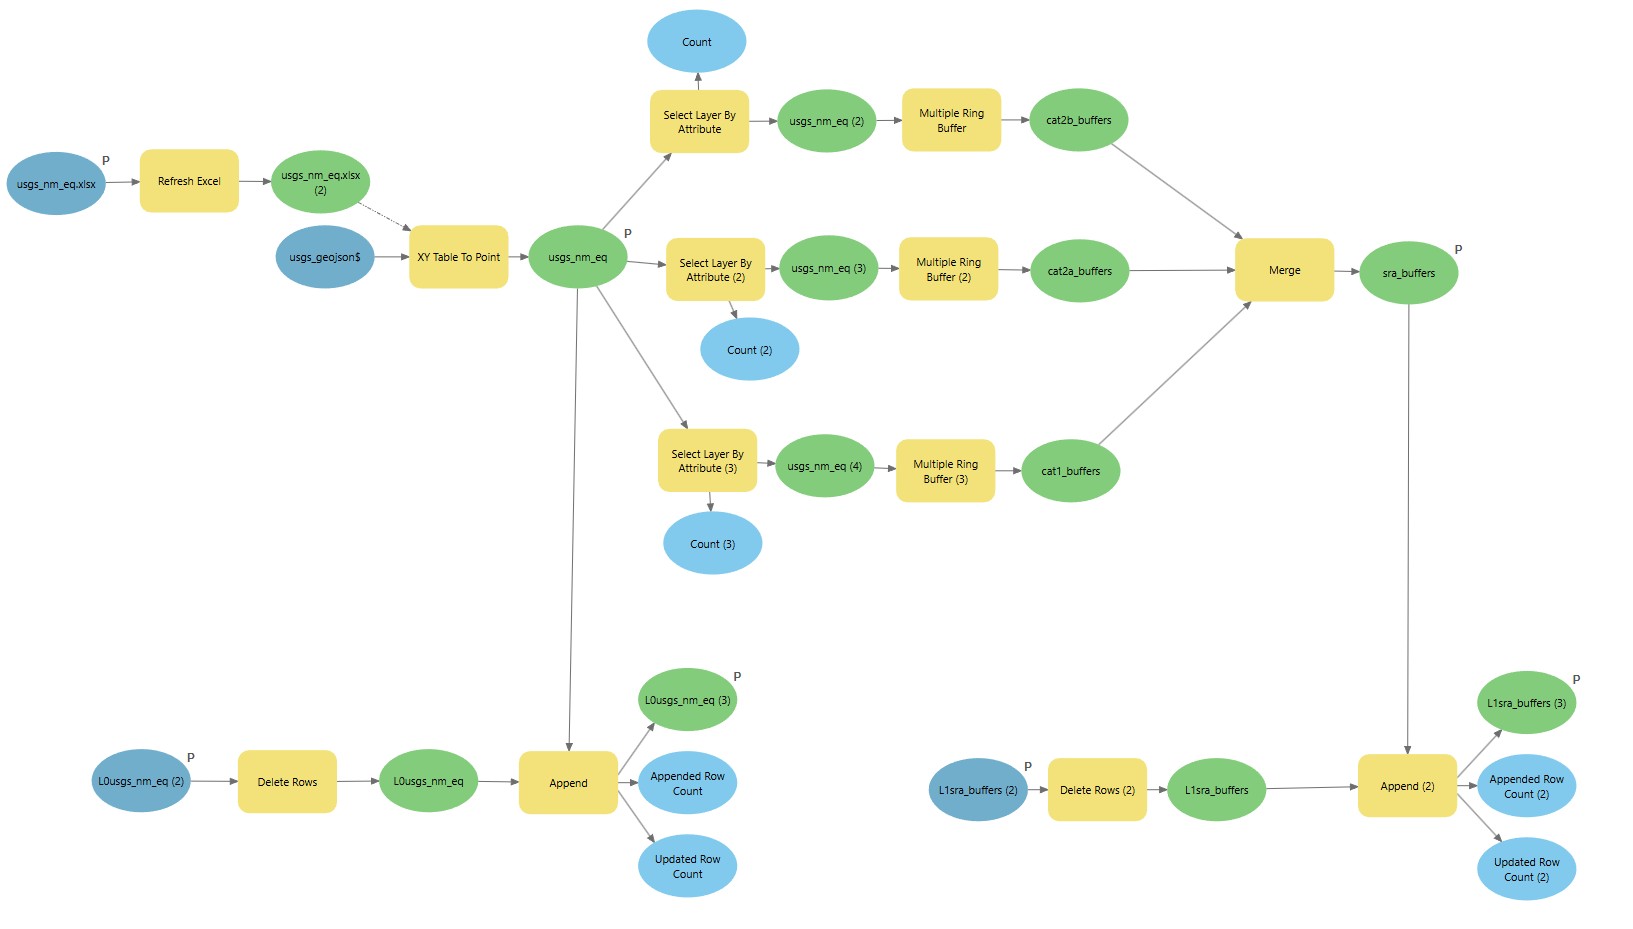 Count
Select Layer By
Attribute
usgs_nm_eq (2)
Multiple Ring
Buffer
cat2b_buffers
usgs_nm_eq.xlsx
P
Refresh Excel
usgs_nm_eq.xlsx
(2)
usgs_geojson$
XY Table To Point
usgs_nm_eq
P
Select Layer By
Attribute (2)
usgs_nm_eq (3)
Multiple Ring
Buffer (2)
cat2a_buffers
Merge
sra_buffers
P
Count (2)
Select Layer By
Attribute (3)
usgs_nm_eq (4)
Multiple Ring
Buffer (3)
cat1_buffers
Count (3)
L0usgs_nm_eq (2)
P
Delete Rows
L0usgs_nm_eq
Append
L0usgs_nm_eq (3)
P
Appended Row
Count
Updated Row
Count
L1sra_buffers (2)
P
Delete Rows (2)
L1sra_buffers
Append (2)
L1sra_buffers (3)
P
Appended Row
Count (2)
Updated Row
Count (2)